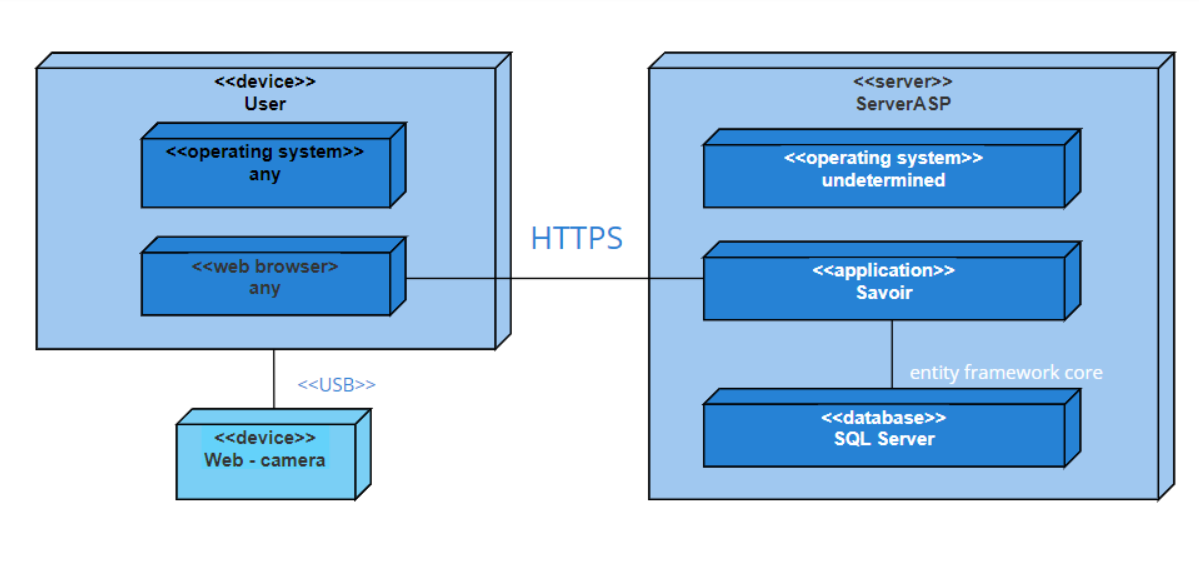 <<device>>
User
<<operating system>>
any
<<web browser>
any
<<USB>>
<<device>>
Web - camera
HTTPS
<<server>>
ServerASP
<<operating system>>
undetermined
<<application>>
Savoir
entity framework core
<<database>>
SQL Server